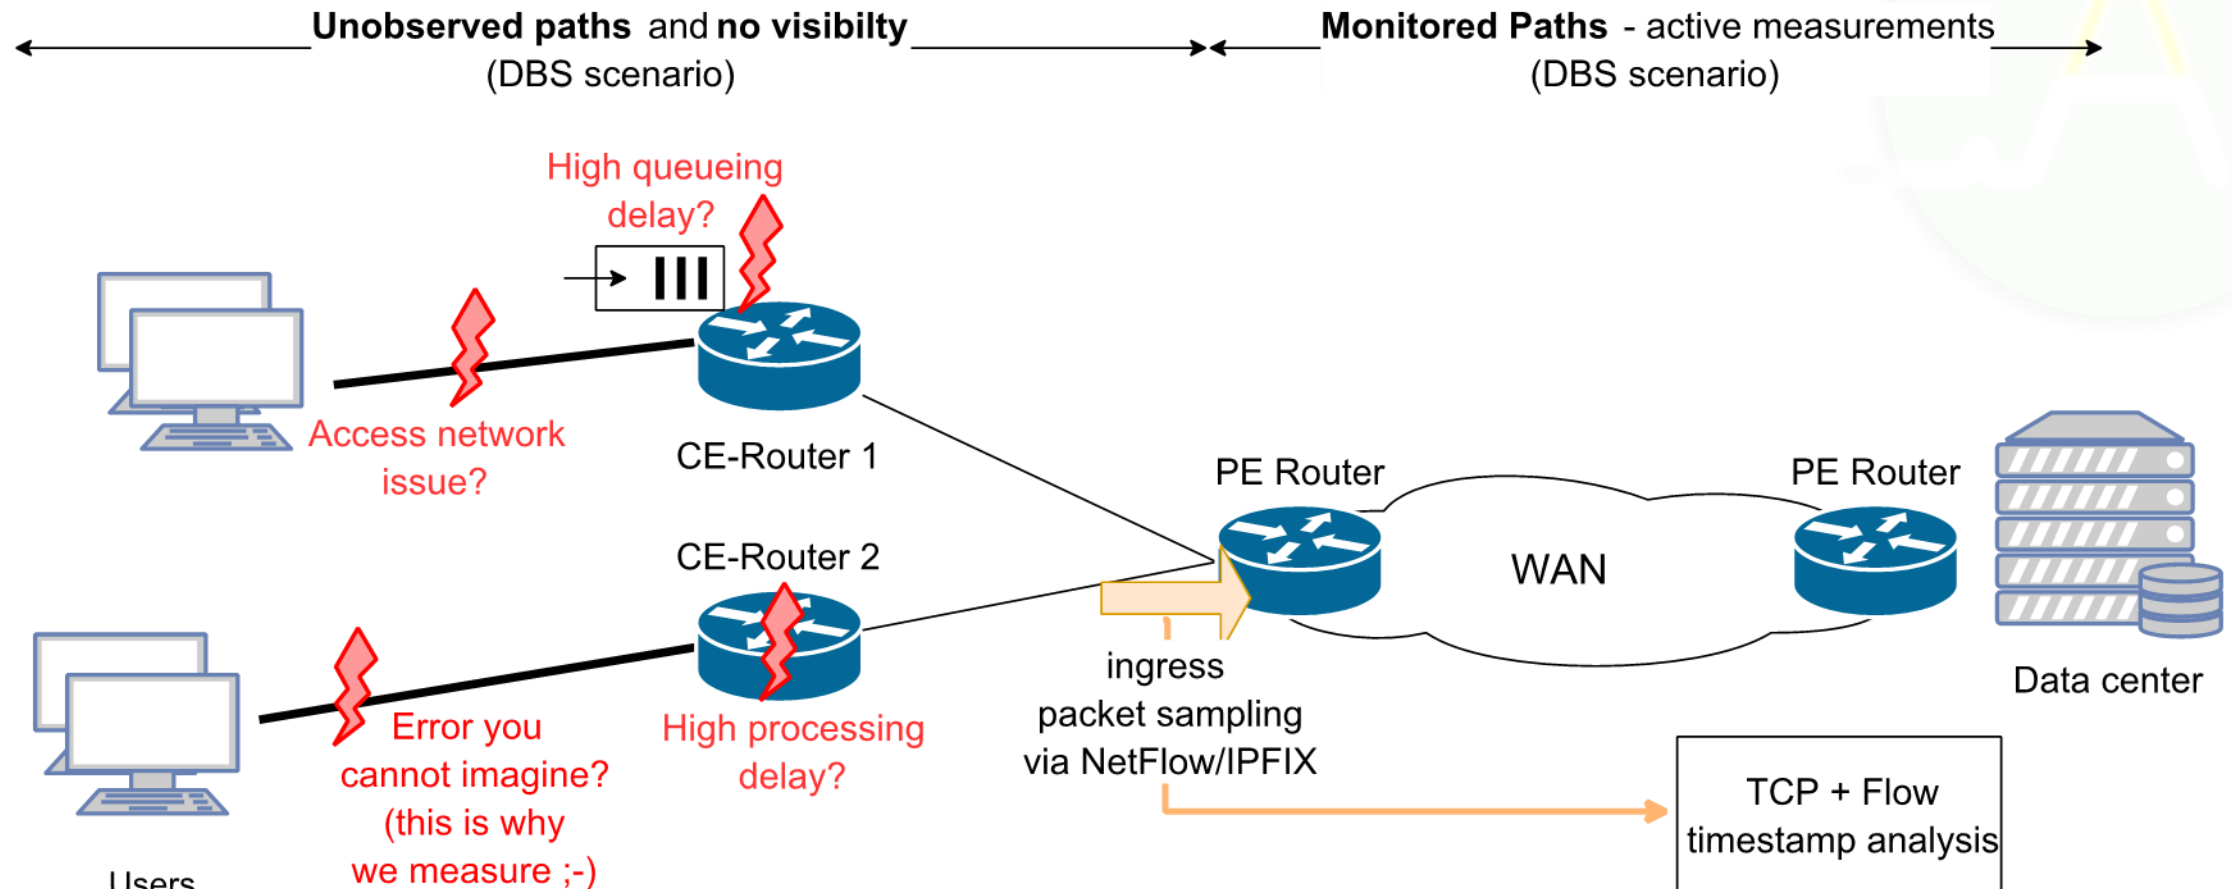 Unobserved paths and no visibilty
(DBS scenario)
Monitored Paths - active measurements
(DBS scenario)
High queueing
delay?
Access network
issue?
CE-Router 1
PE Router
PE Router
CE-Router 2
WAN
ingress
packet sampling
via NetFlow/IPFIX
Data center
Error you
cannot imagine?
(this is why
we measure ;-)
High processing
delay?
TCP + Flow
timestamp analysis
Users